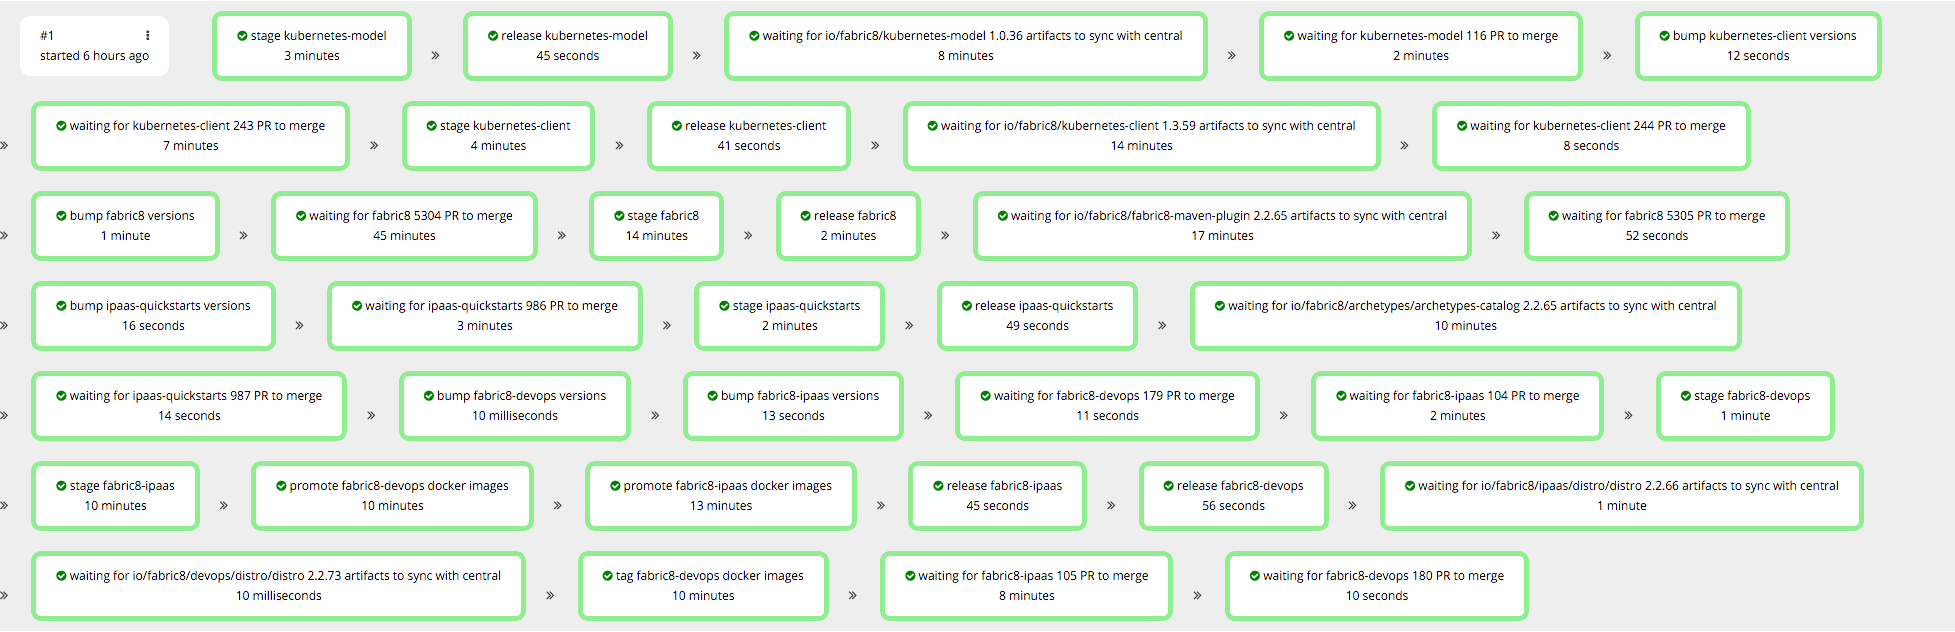 #1
started 6 hours ago
stage kubernetes-model
3 minutes
release kubernetes-model
45 seconds
waiting for io/fabric8/kubernetes-model 1.0.36 artifacts to sync with central
8 minutes
waiting for kubernetes-model 116 PR to merge
2 minutes
bump kubernetes-client versions
12 seconds
waiting for kubernetes-client 243 PR to merge
7 minutes
stage kubernetes-client
4 minutes
release kubernetes-client
41 seconds
waiting for io/fabric8/kubernetes-client 1.3.59 artifacts to sync with central
14 minutes
waiting for kubernetes-client 244 PR to merge
8 seconds
bump fabric8 versions
1 minute
waiting for fabric8 5304 PR to merge
45 minutes
stage fabric8
14 minutes
release fabric8
2 minutes
waiting for io/fabric8/fabric8-maven-plugin 2.2.65 artifacts to sync with central
17 minutes
waiting for fabric8 5305 PR to merge
52 seconds
bump ipaas-quickstarts versions
16 seconds
waiting for ipaas-quickstarts 986 PR to merge
3 minutes
stage ipaas-quickstarts
2 minutes
release ipaas-quickstarts
49 seconds
waiting for io/fabric8/archetypes/archetypes-catalog 2.2.65 artifacts to sync with central
10 minutes
waiting for ipaas-quickstarts 987 PR to merge
14 seconds
bump fabric8-devops versions
10 milliseconds
bump fabric8-ipaas versions
13 seconds
waiting for fabric8-devops 179 PR to merge
11 seconds
waiting for fabric8-ipaas 104 PR to merge
2 minutes
stage fabric8-devops
1 minute
stage fabric8-ipaas
10 minutes
promote fabric8-devops docker images
10 minutes
promote fabric8-ipaas docker images
13 minutes
release fabric8-ipaas
45 seconds
release fabric8-devops
56 seconds
waiting for io/fabric8/ipaas/distro/distro 2.2.66 artifacts to sync with central
1 minute
waiting for io/fabric8/devops/distro/distro 2.2.73 artifacts to sync with central
10 milliseconds
tag fabric8-devops docker images
10 minutes
waiting for fabric8-ipaas 105 PR to merge
8 minutes
waiting for fabric8-devops 180 PR to merge
10 seconds